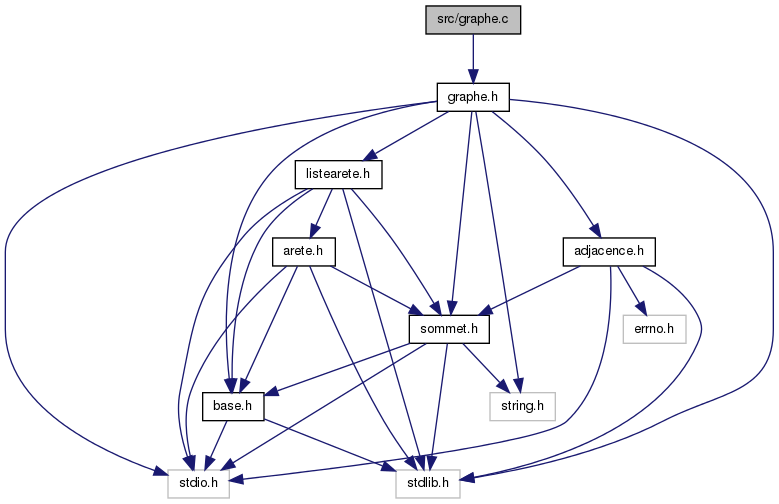 src/graphe.c
graphe.h
listearete.h
arete.h
adjacence.h
sommet.h
errno.h
base.h
string.h
stdio.h
stdlib.h